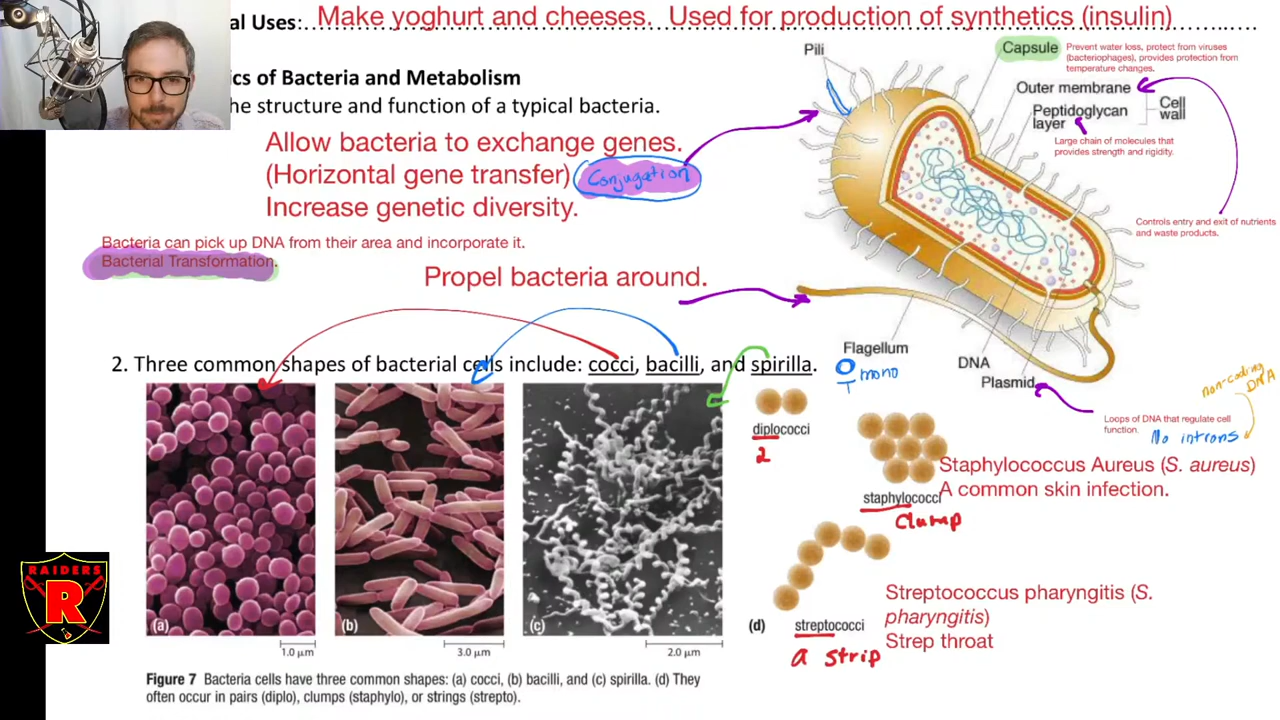 al Uses:
Make yoghurt and cheeses. Used for production of synthetics (insulin)
ics of Bacteria and Metabolism
he structure and function of a typical bacteria.
Allow bacteria to exchange genes.
(Horizontal gene transfer)
Conjugation
Increase genetic diversity.
Bacteria can pick up DNA from their area and incorporate it.
Bacterial Transformation.
Propel bacteria around.
Pili
Capsule
Prevent water loss, protect from viruses
(bacteriophages), provides protection from
temperature changes.
Outer membrane
Peptidoglycan
layer
Cell
wall
Large chain of molecules that
provides strength and rigidity.
Controls entry and exit of nutrients
and waste products.
Flagellum
DNA
Plasmid
Loops of DNA that regulate cell
function.
No introns
non-coding
DNA
2. Three common shapes of bacterial cells include: cocci, bacilli, and spirilla.
mono
1
diplococci
2
staphylococci
Clump
Staphylococcus Aureus (S. aureus)
A common skin infection.
streptococci
a strip
Streptococcus pharyngitis (S.
pharyngitis)
Strep throat
(a)
(b)
(c)
(d)
1.0 µm
3.0 µm
2.0 µm
RAIDERS
R
Figure 7 Bacteria cells have three common shapes: (a) cocci, (b) bacilli, and (c) spirilla. (d) They
often occur in pairs (diplo), clumps (staphylo), or strings (strepto).